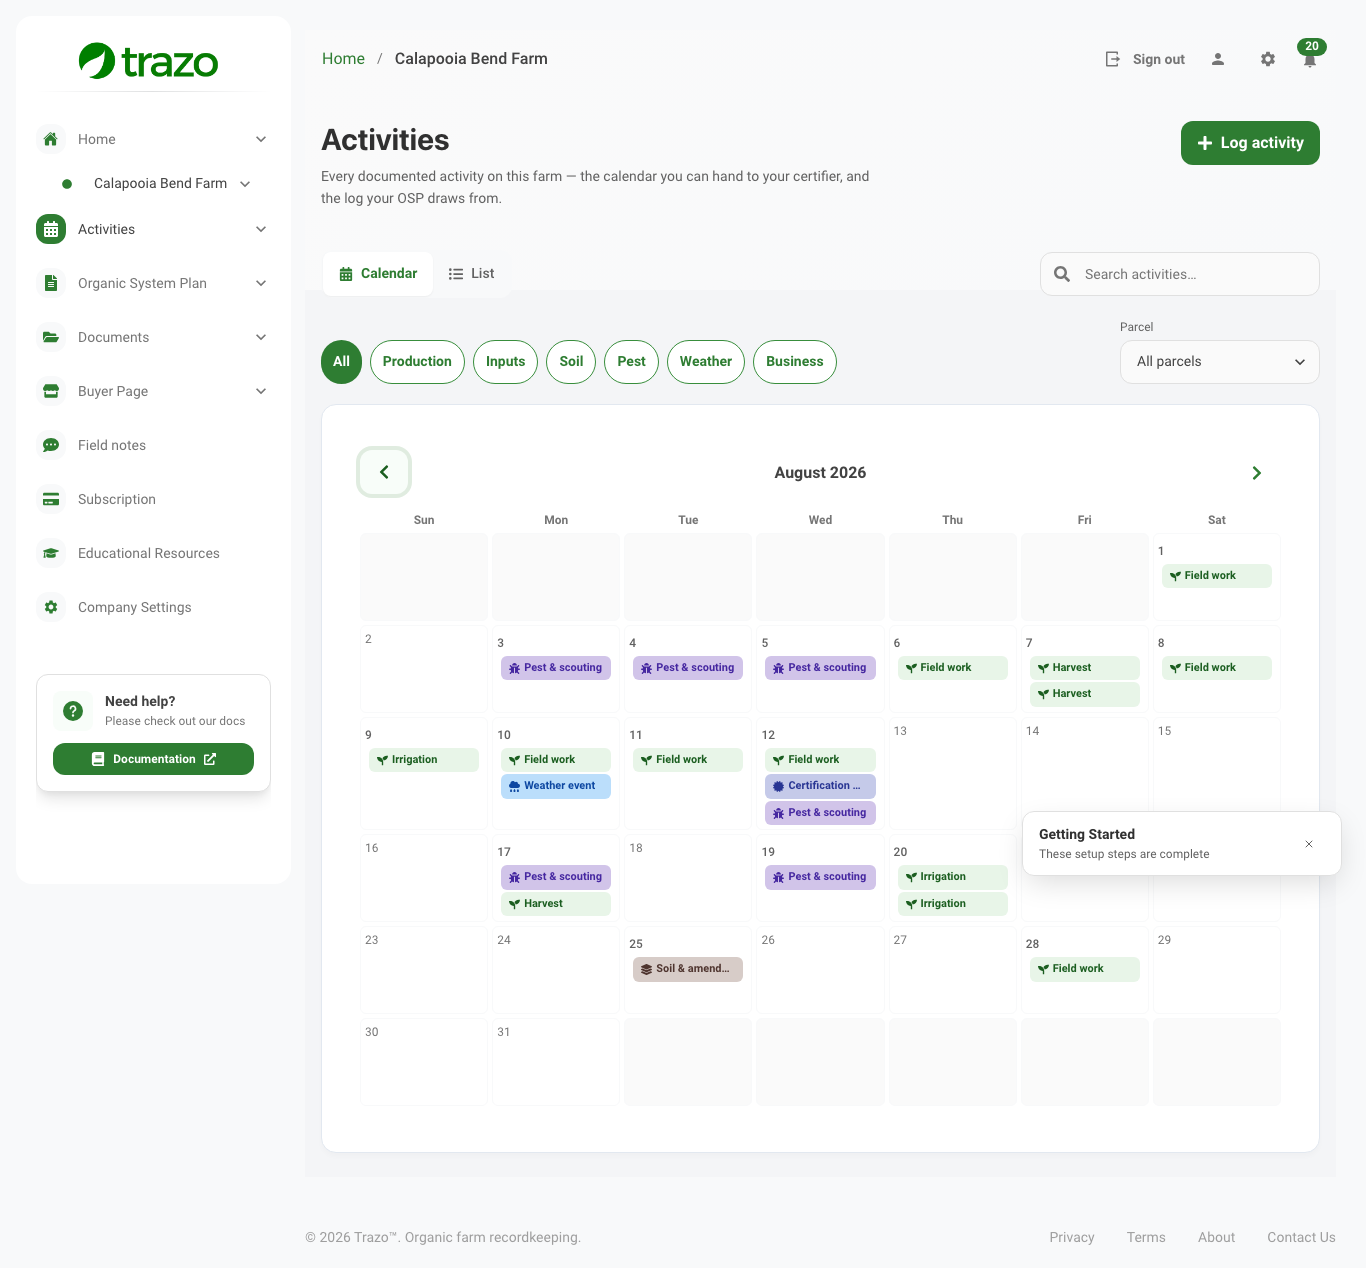 trazo
Home / Calapooia Bend Farm
Sign out
20
Home
Calapooia Bend Farm
Activities
Organic System Plan
Documents
Buyer Page
Field notes
Subscription
Educational Resources
Company Settings
Need help?
Please check out our docs
Documentation
Activities
Every documented activity on this farm — the calendar you can hand to your certifier, and
the log your OSP draws from.
Log activity
Calendar
List
Search activities...
All
Production
Inputs
Soil
Pest
Weather
Business
Parcel
All parcels
August 2026
Sun Mon Tue Wed Thu Fri Sat
1
Field work
2
3
Pest & scouting
4
Pest & scouting
5
Pest & scouting
6
Field work
7
Harvest
Harvest
8
Field work
9
Irrigation
10
Field work
Weather event
11
Field work
12
Field work
Certification ...
Pest & scouting
13
14
15
16
17
Pest & scouting
Harvest
18
19
Pest & scouting
20
Irrigation
Irrigation
Getting Started
These setup steps are complete
23
24
25
Soil & amend...
26
27
28
Field work
29
30
31
© 2026 Trazo™. Organic farm recordkeeping.
Privacy
Terms
About
Contact Us